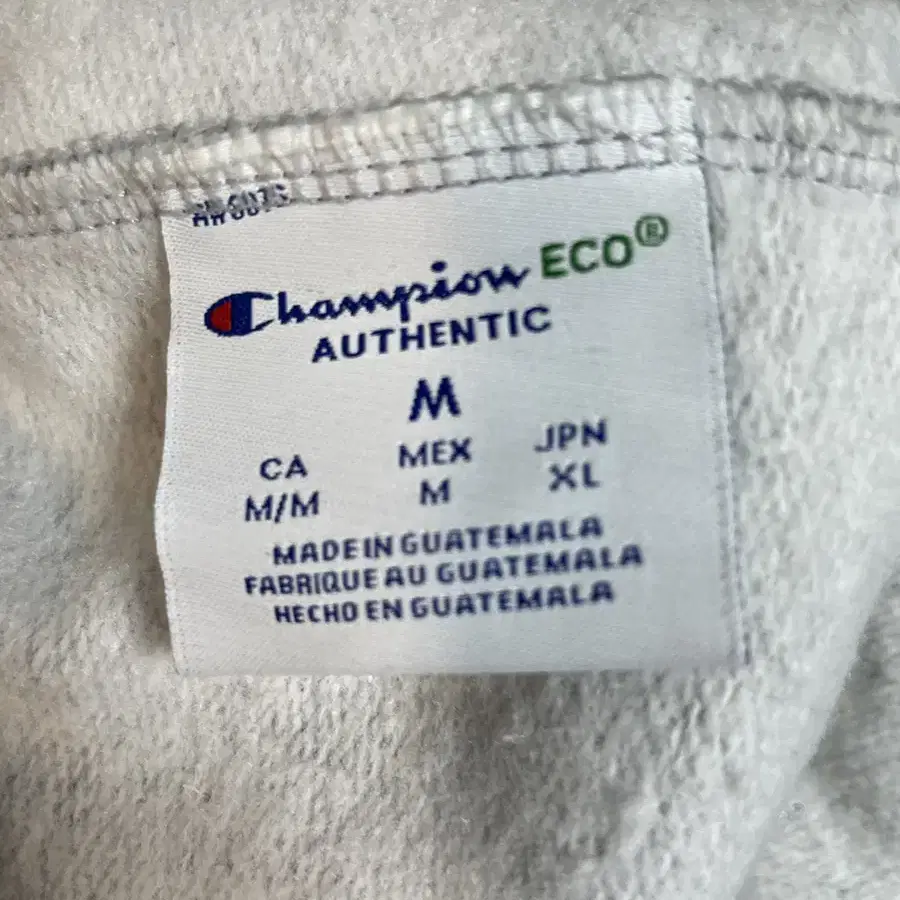 Champion ECO®
AUTHENTIC
M
CA MEX JPN
M/M M XL
MADE IN GUATEMALA
FABRIQUE AU GUATEMALA
HECHO EN GUATEMALA